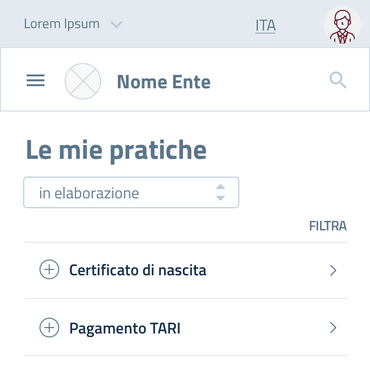 Lorem Ipsum
ITA
Nome Ente
Le mie pratiche
in elaborazione
FILTRA
Certificato di nascita
Pagamento TARI